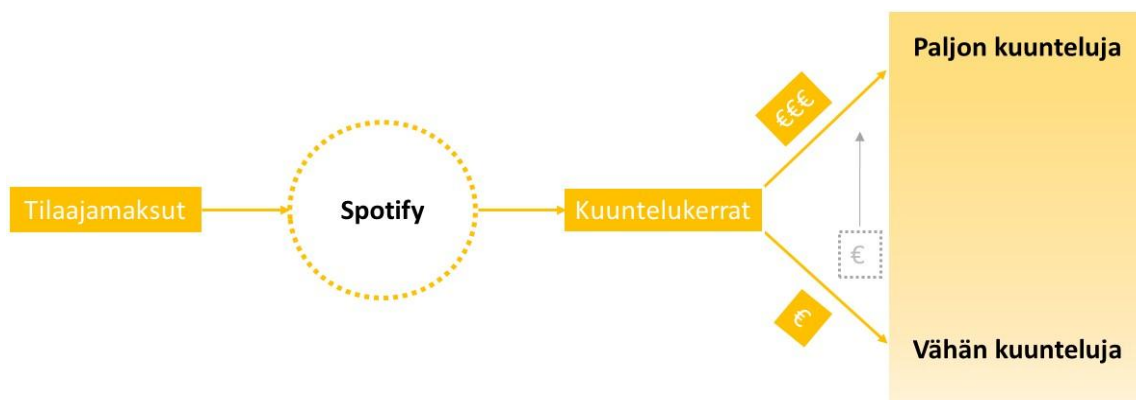 Paljon kuunteluja
€€€
Tilaajamaksut
Spotify
Kuuntelukerrat
€
€
Vähän kuunteluja